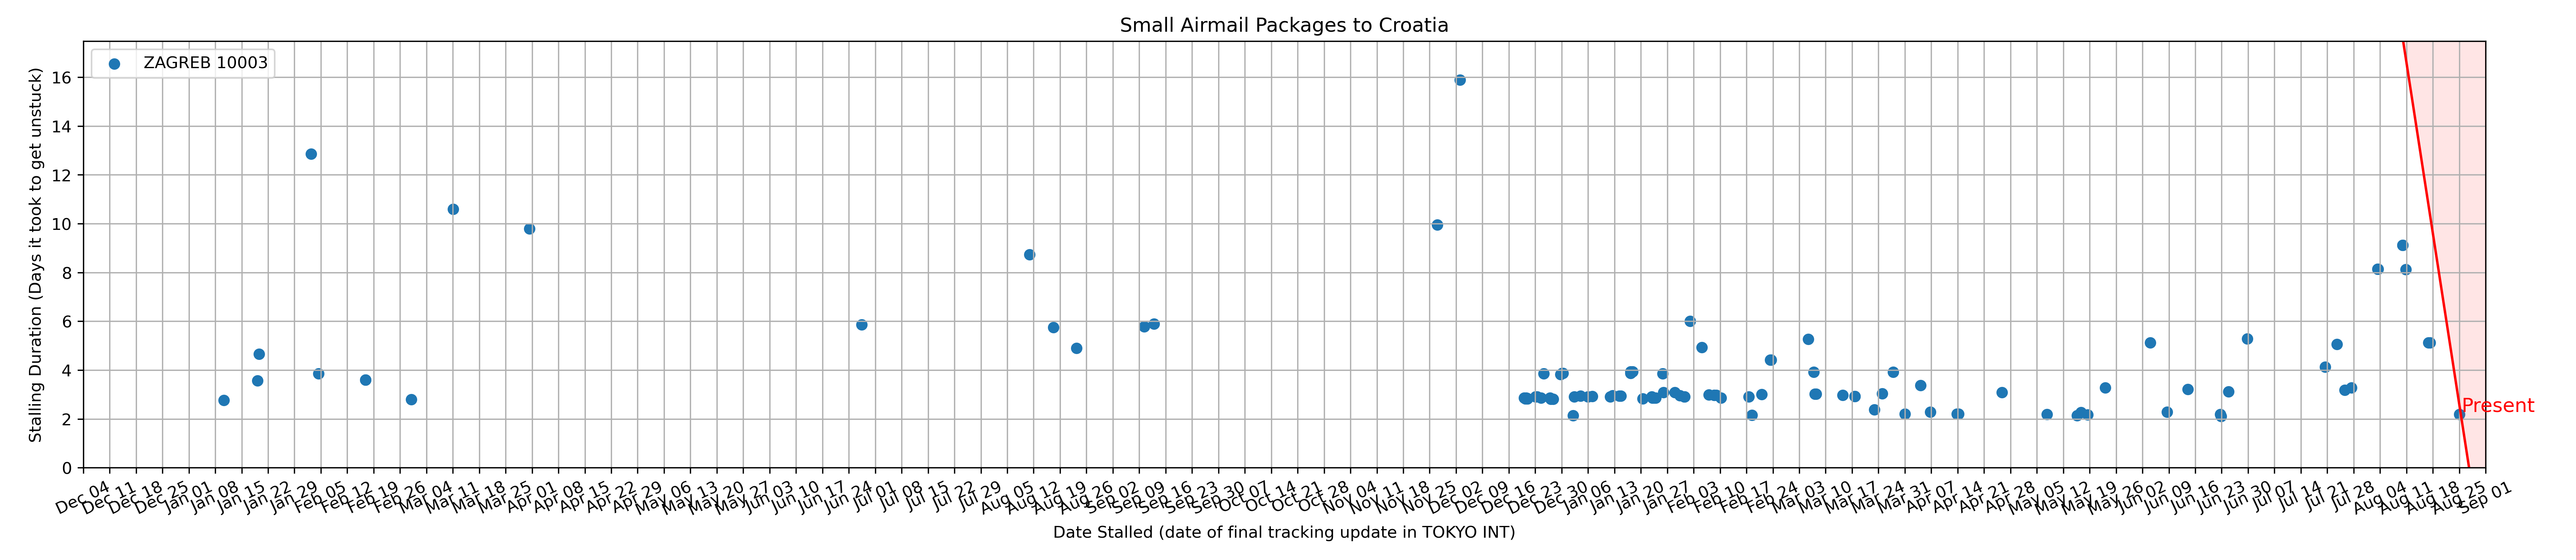 Small Airmail Packages to Croatia
ZAGREB 10003
Stalling Duration (Days it took to get unstuck)
16
14
12
10
8
6
4
2
0
Present
Dec 04 Dec 11 Dec 18 Dec 25 Jan 01 Jan 08 Jan 15 Jan 22 Jan 29 Feb 05 Feb 12 Feb 19 Feb 26 Mar 04 Mar 11 Mar 18 Mar 25 Apr 01 Apr 08 Apr 15 Apr 22 Apr 29 May 06 May 13 May 20 May 27 Jun 03 Jun 10 Jun 17 Jun 24 Jul 01 Jul 08 Jul 15 Jul 22 Jul 29 Aug 05 Aug 12 Aug 19 Aug 26 Sep 02 Sep 09 Sep 16 Sep 23 Sep 30 Oct 07 Oct 14 Oct 21 Oct 28 Nov 04 Nov 11 Nov 18 Nov 25 Dec 02 Dec 09 Dec 16 Dec 23 Dec 30 Jan 06 Jan 13 Jan 20 Jan 27 Feb 03 Feb 10 Feb 17 Feb 24 Mar 03 Mar 10 Mar 17 Mar 24 Mar 31 Apr 07 Apr 14 Apr 21 Apr 28 May 05 May 12 May 19 May 26 Jun 02 Jun 09 Jun 16 Jun 23 Jun 30 Jul 07 Jul 14 Jul 21 Jul 28 Aug 04 Aug 11 Aug 18 Aug 25 Sep 01
Date Stalled (date of final tracking update in TOKYO INT)